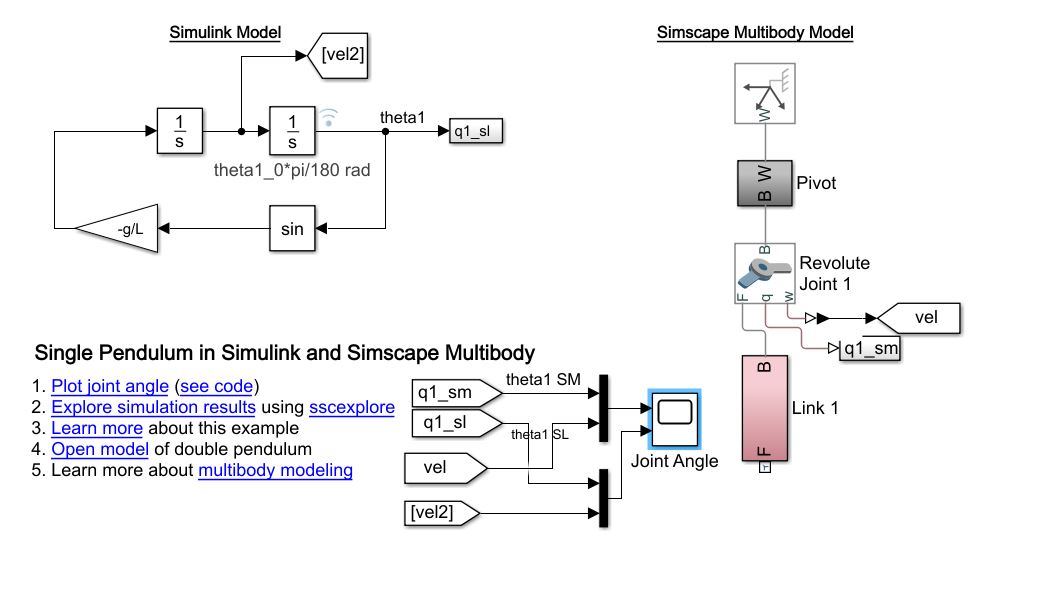 Simulink Model
[vel2]
1
s
1
s
theta1
q1_sl
theta1_0*pi/180 rad
-g/L
sin
Simscape Multibody Model
W
W
B
Pivot
B
F
q
w
Revolute
Joint 1
vel
q1_sm
B
F
Link 1
Single Pendulum in Simulink and Simscape Multibody
1. Plot joint angle (see code)
2. Explore simulation results using sscexplore
3. Learn more about this example
4. Open model of double pendulum
5. Learn more about multibody modeling
q1_sm
theta1 SM
q1_sl
theta1 SL
vel
[vel2]
Joint Angle